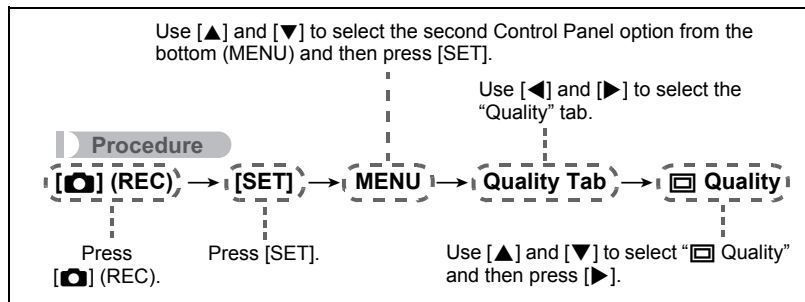 Use [▲] and [▼] to select the second Control Panel option from the
bottom (MENU) and then press [SET].
Use [◀] and [▶] to select the
“Quality” tab.
Procedure
[📷] (REC) → [SET] → MENU → Quality Tab → 回 Quality
Press
[📷] (REC).
Press [SET].
Use [▲] and [▼] to select “回 Quality”
and then press [▶].